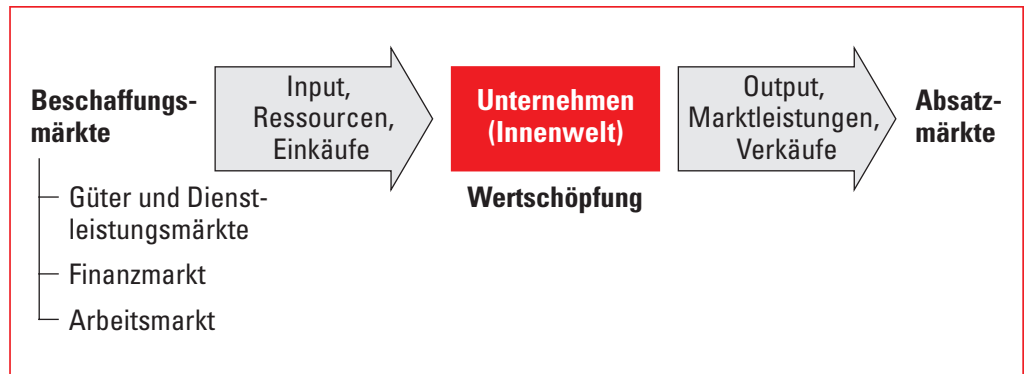 Beschaffungs-
märkte
Input,
Ressourcen,
Einkäufe
Unternehmen
(Innenwelt)
Wertschöpfung
Output,
Marktleistungen,
Verkäufe
Absatz-
märkte
Güter und Dienst-
leistungsmärkte
Finanzmarkt
Arbeitsmarkt